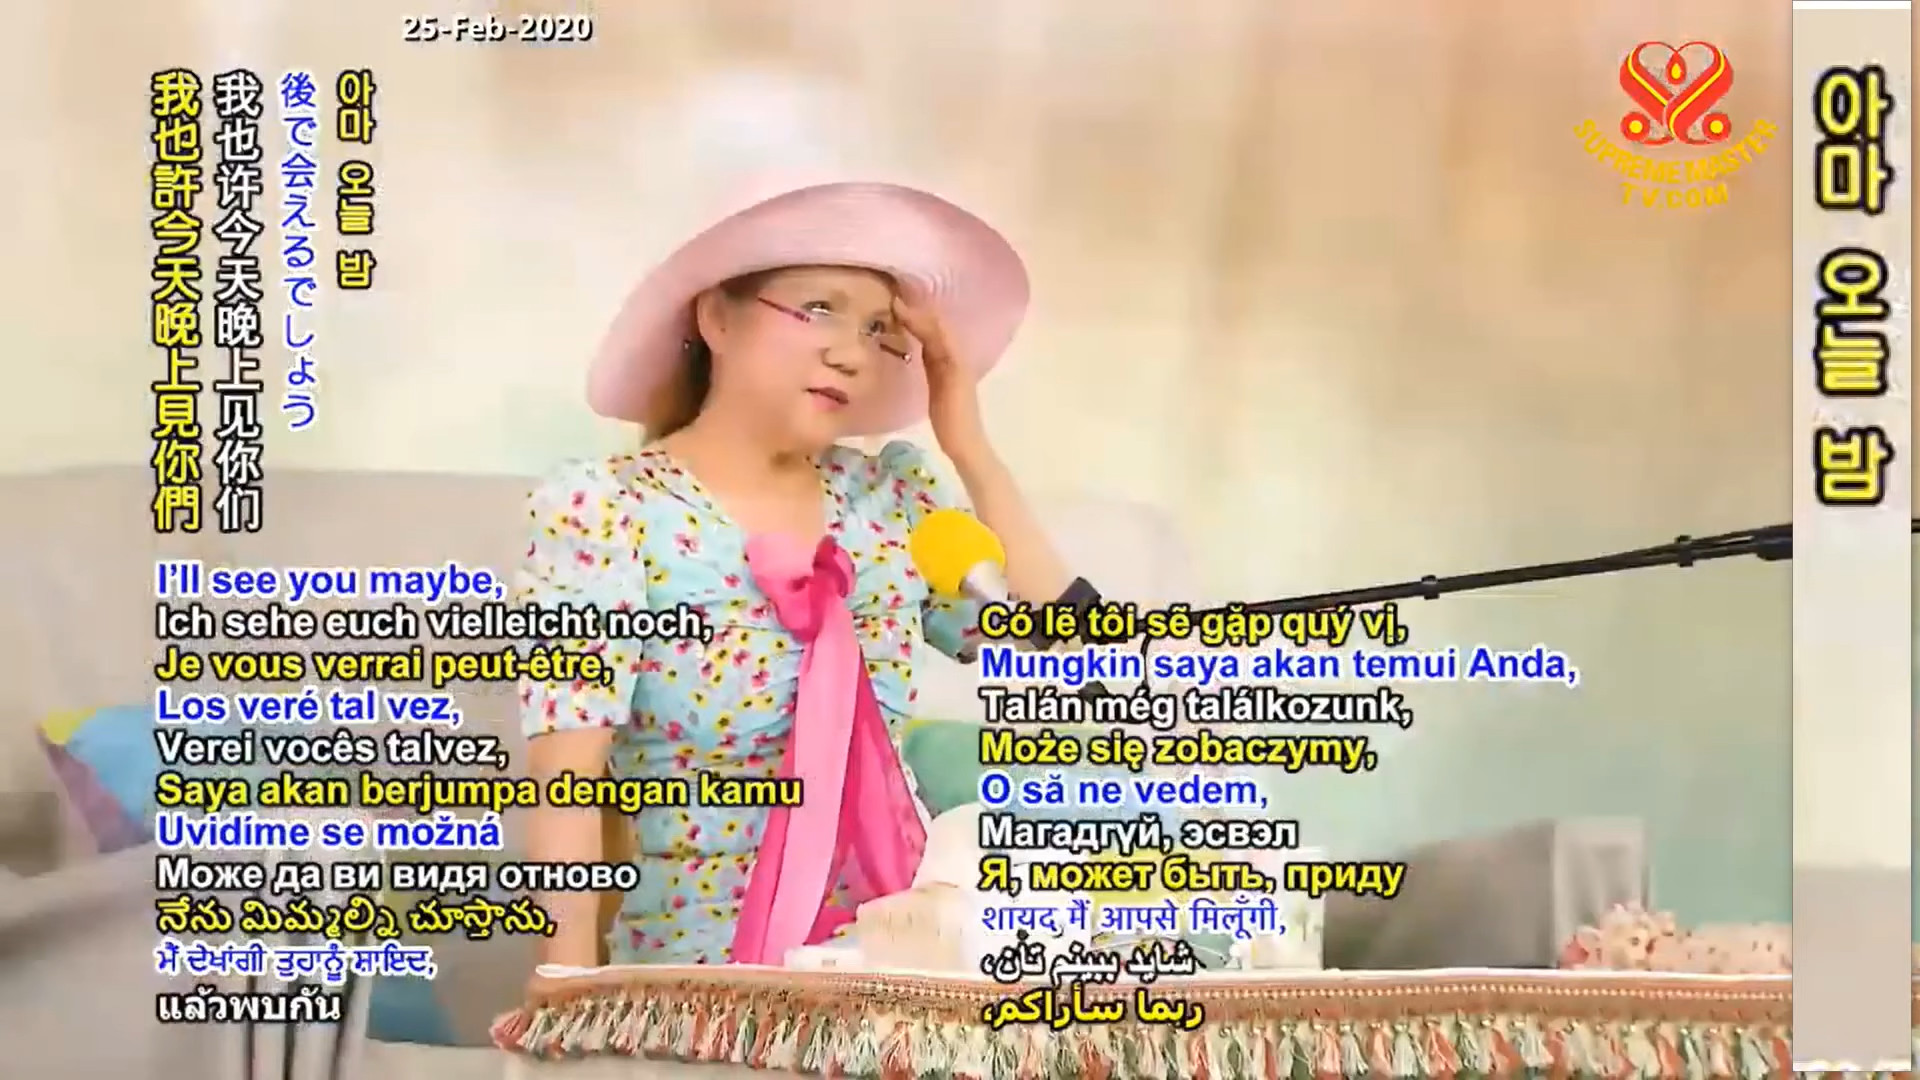 25-Feb-2020
SUPREME MASTER
TV.COM
아마 오늘 밤
아마 오늘 밤
後で会えるでしょう
我也许今天晚上见你们
我也許今天晚上見你們
I'll see you maybe,
Ich sehe euch vielleicht noch,
Je vous verrai peut-être,
Los veré tal vez,
Verei vocês talvez,
Saya akan berjumpa dengan kamu
Uvidíme se možná
Може да ви видя отново
నేను మిమ్మల్ని చూస్తాను,
ਮੈਂ ਦੇਖਾਂਗੀ ਤੁਹਾਨੂੰ ਸ਼ਾਇਦ,
แล้วพบกัน
Có lẽ tôi sẽ gặp quý vị,
Mungkin saya akan temui Anda,
Talán még találkozunk,
Może się zobaczymy,
O să ne vedem,
Магадгүй, эсвэл
Я, может быть, приду
शायद मैं आपसे मिलूँगी,
شاید ببینم تان،
ربما سأراكم،